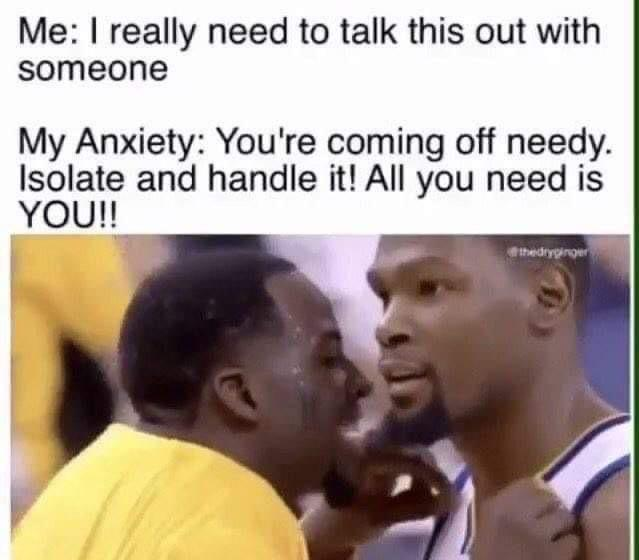 Me: I really need to talk this out with
someone
My Anxiety: You're coming off needy.
Isolate and handle it! All you need is
YOU!!
@thedryginger